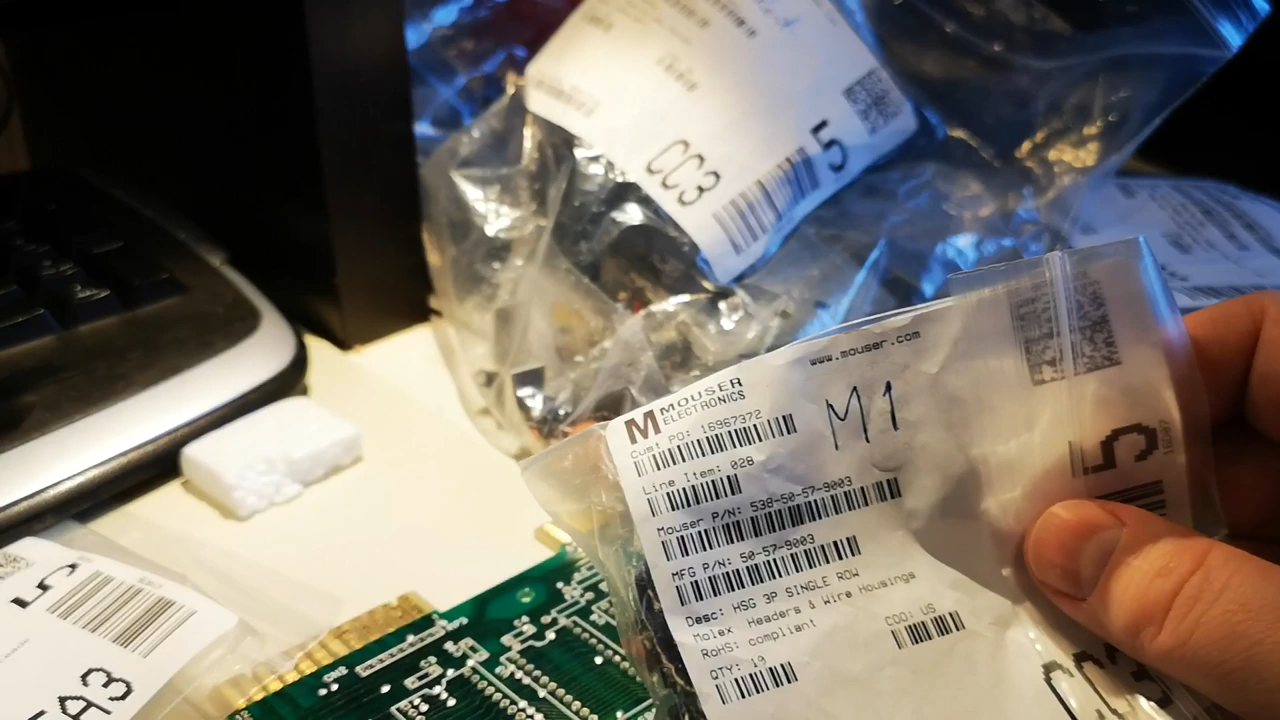 CC3
5
www.mouser.com
MOUSER
ELECTRONICS
M1
Cust PO: 16967372
Line Item: 028
Mouser P/N: 538-50-57-9003
MFG P/N: 50-57-9003
Desc: HSG 3P SINGLE ROW
Molex Headers & Wire Housings
RoHS: compliant
COO: US
QTY: 10
5
CC3
5
EA3